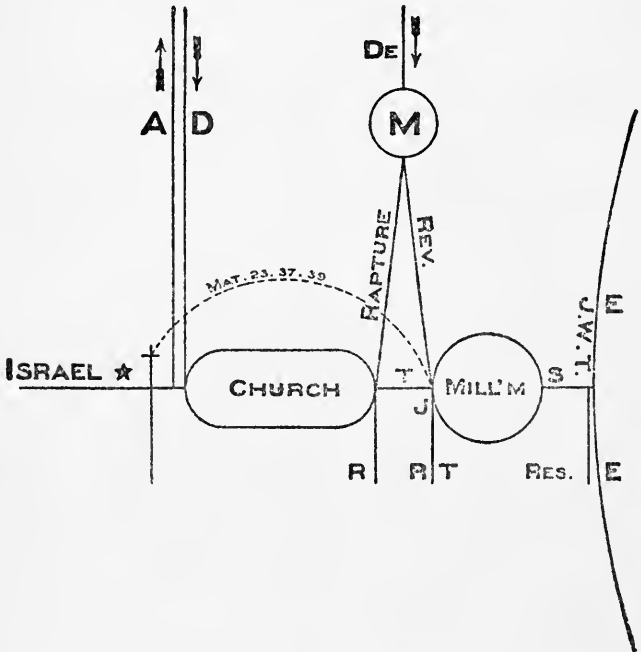 DE
A D
M
RAPTURE
REV.
MAT. 23. 37. 39
J.W.T.
E
ISRAEL
CHURCH
T
J
MILL'M
S
R
R T
RES.
E